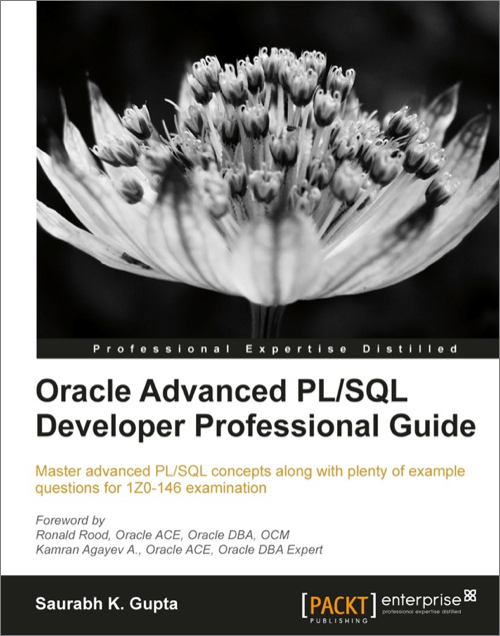 Professional Expertise Distilled
Oracle Advanced PL/SQL
Developer Professional Guide
Master advanced PL/SQL concepts along with plenty of example
questions for 1Z0-146 examination
Foreword by
Ronald Rood, Oracle ACE, Oracle DBA, OCM
Kamran Agayev A., Oracle ACE, Oracle DBA Expert
Saurabh K. Gupta
[PACKT] enterprise
PUBLISHING professional expertise distilled